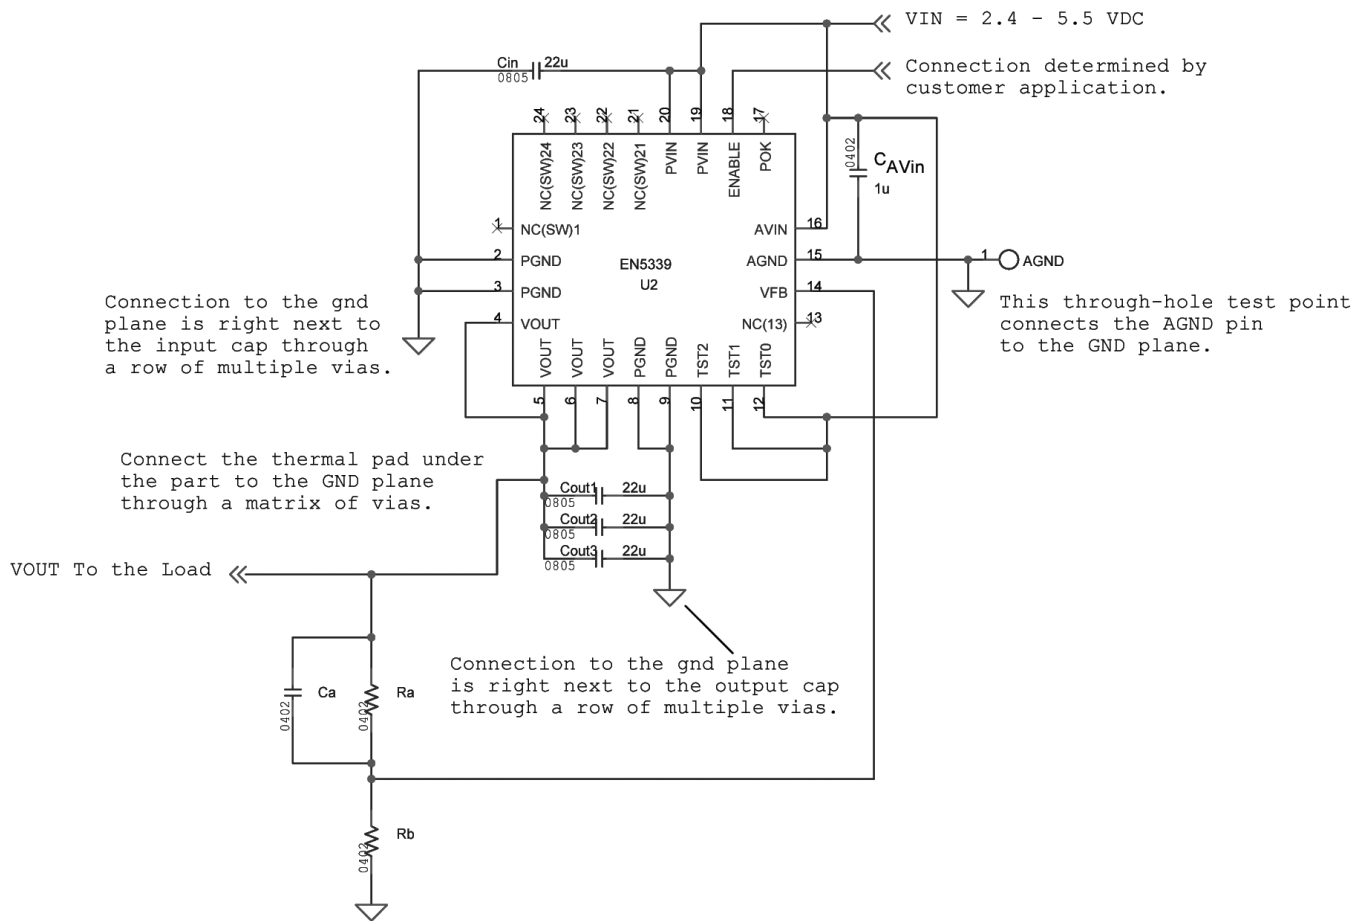 VIN = 2.4 - 5.5 VDC
Connection determined by
customer application.
Cin
22u
0805
24
23
22
21
20
19
18
17
NC(SW)24
NC(SW)23
NC(SW)22
NC(SW)21
PVIN
PVIN
ENABLE
POK
0402
CAVin
1u
1
NC(SW)1
AVIN
16
2
PGND
EN5339
AGND
15
1
AGND
U2
3
PGND
VFB
14
4
VOUT
NC(13)
13
Connection to the gnd
plane is right next to
the input cap through
a row of multiple vias.
This through-hole test point
connects the AGND pin
to the GND plane.
VOUT
VOUT
VOUT
PGND
PGND
TST2
TST1
TST0
5
6
7
8
9
10
11
12
Connect the thermal pad under
the part to the GND plane
through a matrix of vias.
Cout1
22u
0805
Cout2
22u
0805
Cout3
22u
0805
VOUT To the Load
Connection to the gnd plane
is right next to the output cap
through a row of multiple vias.
Ca
0402
Ra
0402
Rb
0402